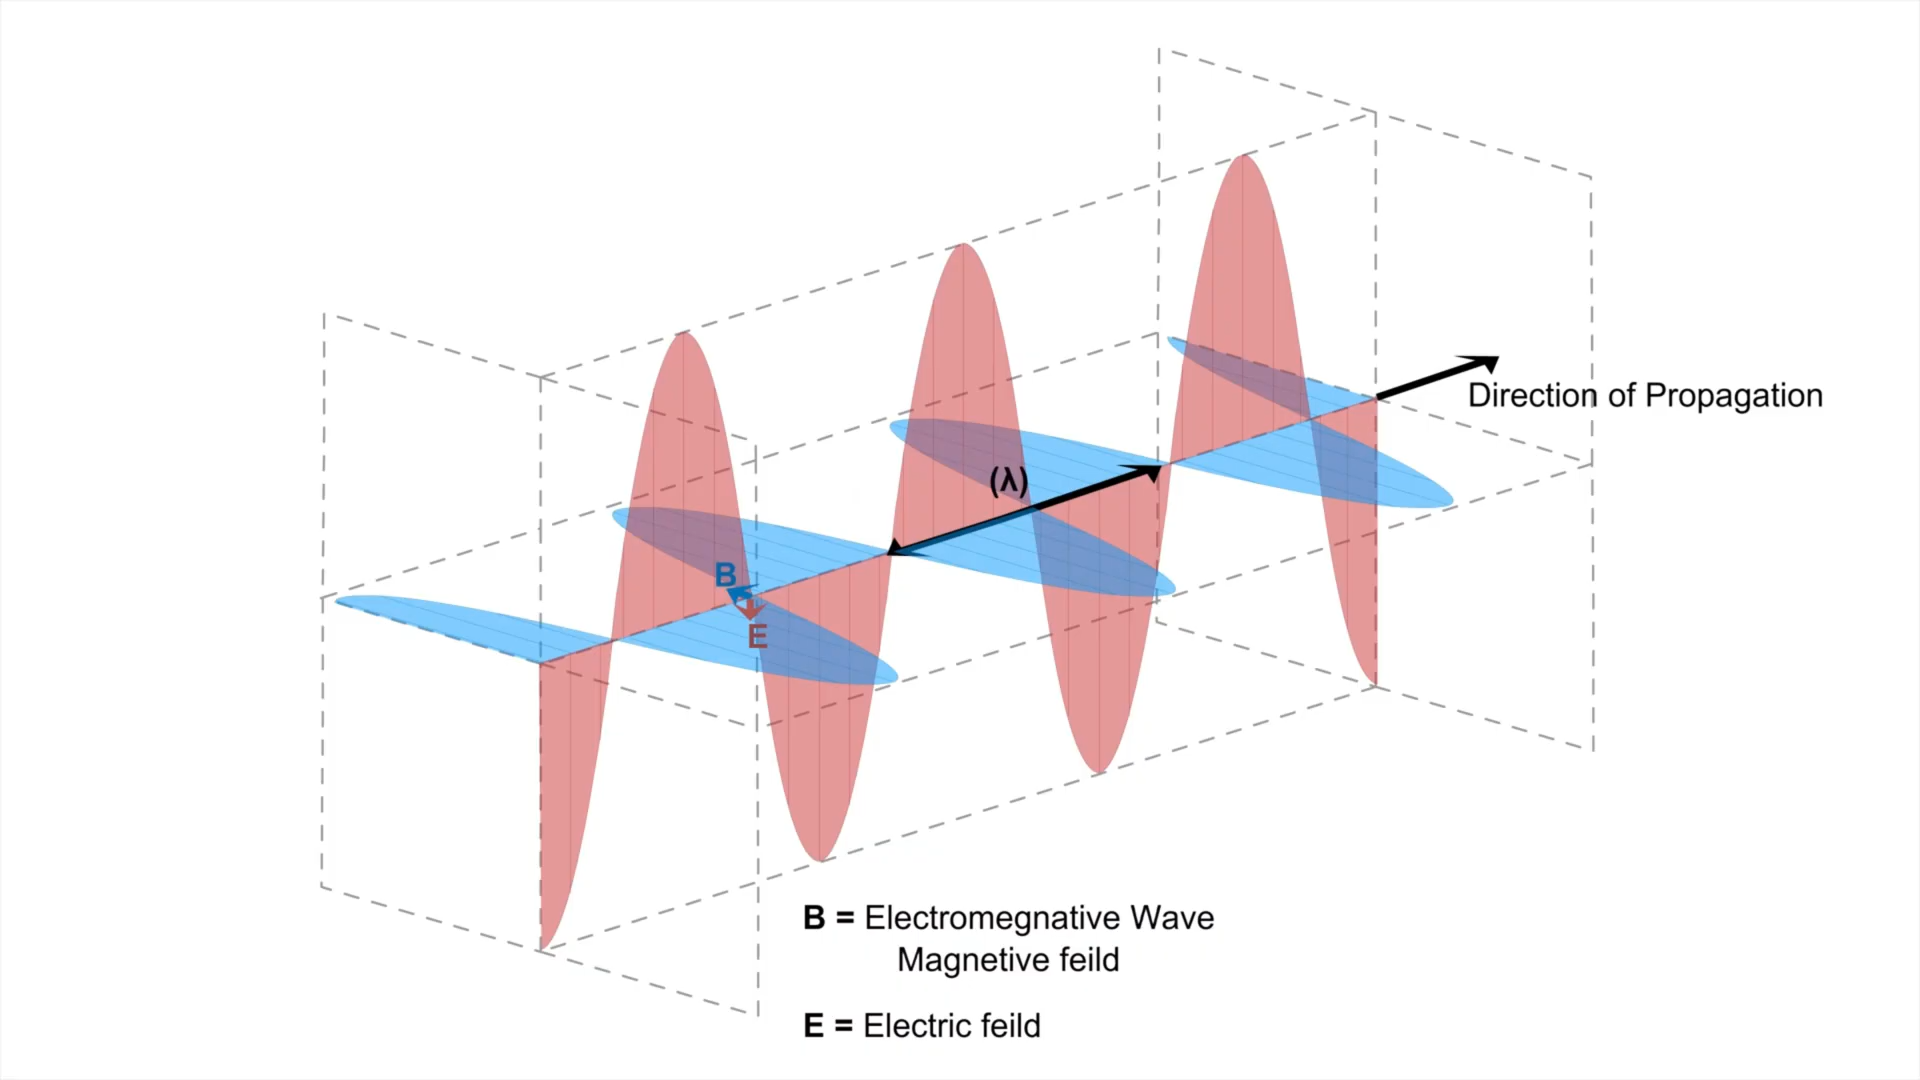 (λ)
Direction of Propagation
B
E
B = Electromegnative Wave
Magnetive feild
E = Electric feild